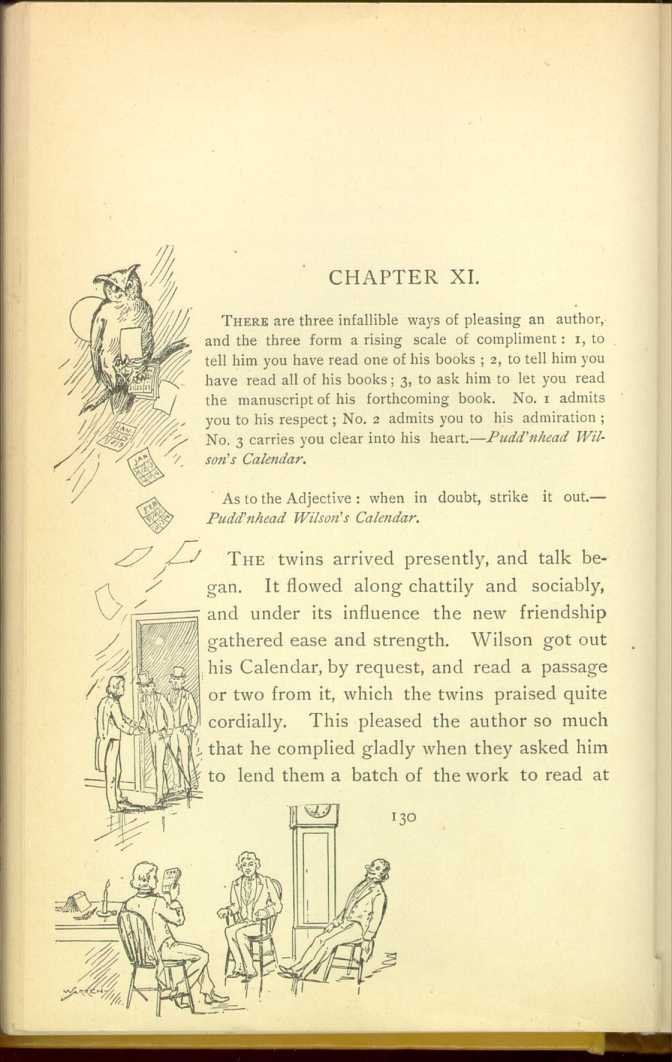 CHAPTER XI.
THERE are three infallible ways of pleasing an author,
and the three form a rising scale of compliment: 1, to
tell him you have read one of his books; 2, to tell him you
have read all of his books; 3, to ask him to let you read
the manuscript of his forthcoming book. No. 1 admits
you to his respect; No. 2 admits you to his admiration;
No. 3 carries you clear into his heart.—Pudd'nhead Wil-
son's Calendar.
As to the Adjective: when in doubt, strike it out.—
Pudd'nhead Wilson's Calendar.
THE twins arrived presently, and talk be-
gan. It flowed along chattily and sociably,
and under its influence the new friendship
gathered ease and strength. Wilson got out
his Calendar, by request, and read a passage
or two from it, which the twins praised quite
cordially. This pleased the author so much
that he complied gladly when they asked him
to lend them a batch of the work to read at
130
JAN
JAN
JAN
FEB